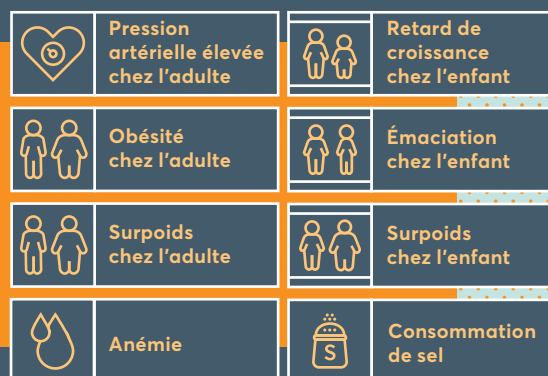 Pression
artérielle élevée
chez l'adulte
Retard de
croissance
chez l'enfant
Obésité
chez l'adulte
Émaciation
chez l'enfant
Surpoids
chez l'adulte
Surpoids
chez l'enfant
Anémie
S
Consommation
de sel